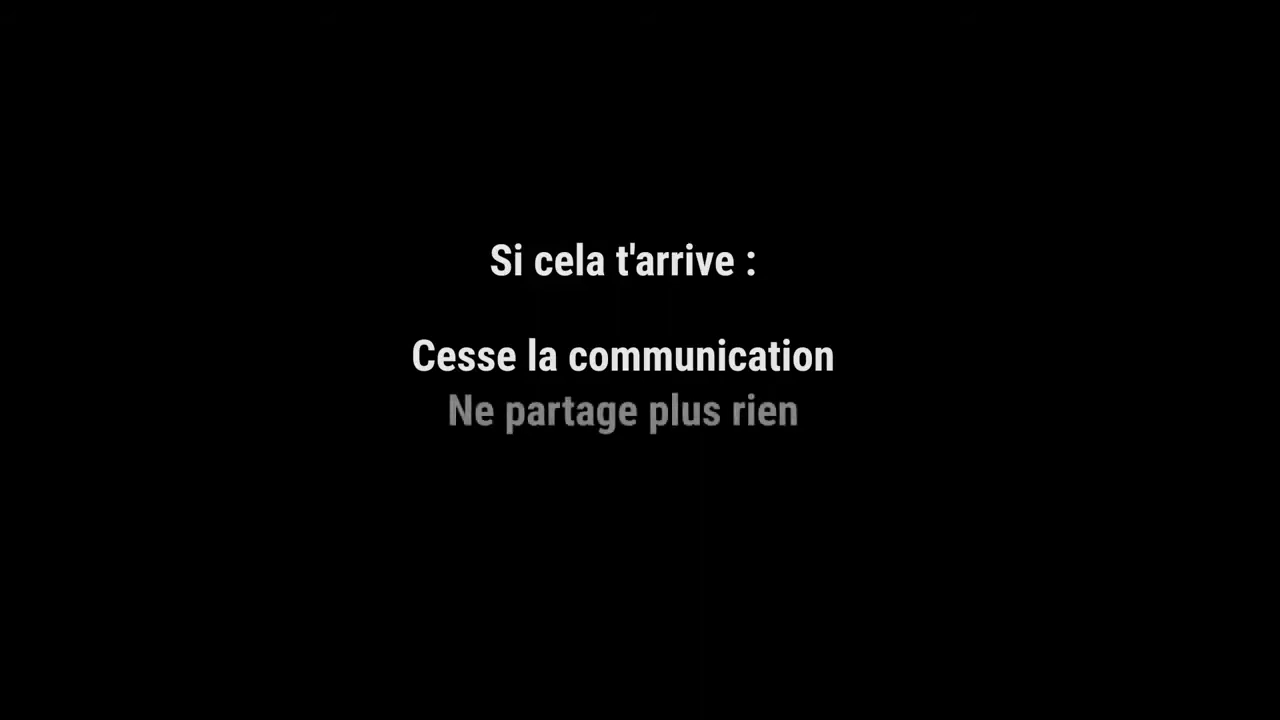 Si cela t'arrive :
Cesse la communication
Ne partage plus rien